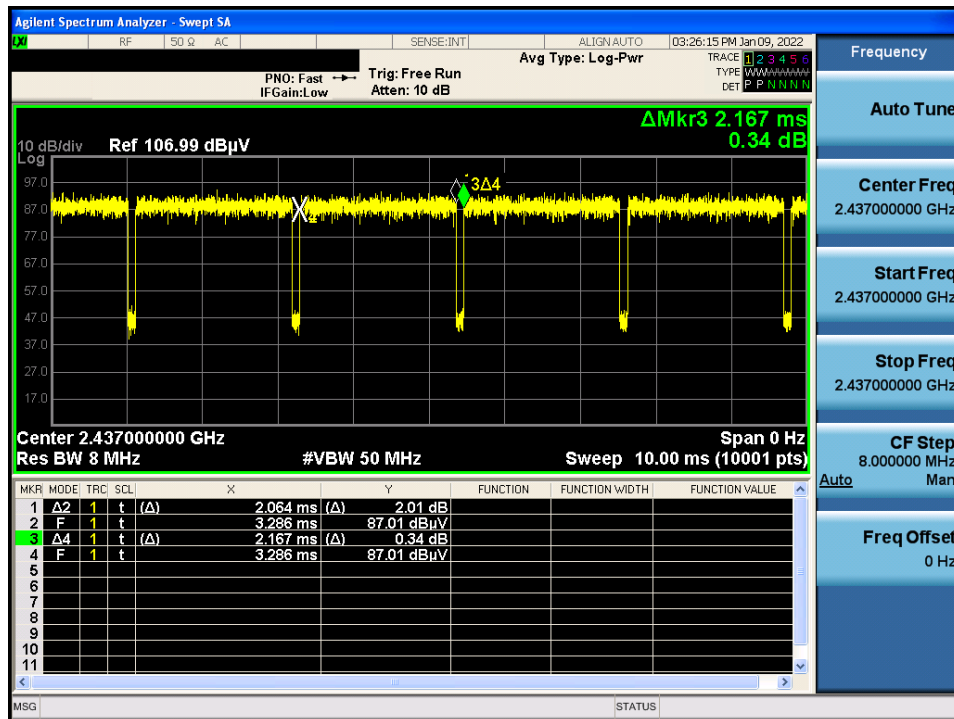 Agilent Spectrum Analyzer - Swept SA
LXI RF 50 Ω AC SENSE:INT ALIGN AUTO 03:26:15 PM Jan 09, 2022
PNO: Fast Trig: Free Run Avg Type: Log-Pwr TRACE 1 2 3 4 5 6
IFGain:Low Atten: 10 dB TYPE
DET P P N N N N
ΔMkr3 2.167 ms
0.34 dB
10 dB/div Ref 106.99 dBµV
Log
97.0
87.0
77.0
67.0
57.0
47.0
37.0
27.0
17.0
3Δ4
Center 2.437000000 GHz Span 0 Hz
Res BW 8 MHz #VBW 50 MHz Sweep 10.00 ms (10001 pts)
MKR MODE TRC SCL X Y FUNCTION FUNCTION WIDTH FUNCTION VALUE
1 Δ2 1 t (Δ) 2.064 ms (Δ) 2.01 dB
2 F 1 t 3.286 ms 87.01 dBµV
3 Δ4 1 t (Δ) 2.167 ms (Δ) 0.34 dB
4 F 1 t 3.286 ms 87.01 dBµV
5
6
7
8
9
10
11
MSG STATUS
Frequency
Auto Tune
Center Freq
2.437000000 GHz
Start Freq
2.437000000 GHz
Stop Freq
2.437000000 GHz
CF Step
8.000000 MHz
Auto Man
Freq Offset
0 Hz